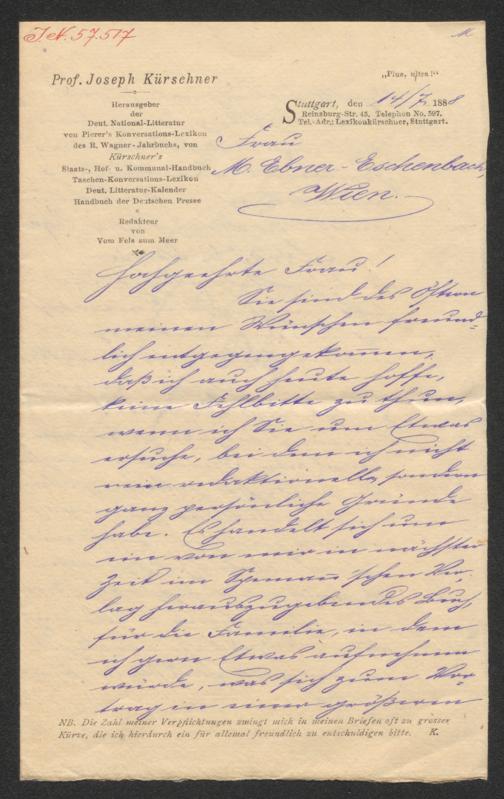 J.N. 57.517
Prof. Joseph Kürschner
Herausgeber
der
Deut. National-Litteratur
von Pierer's Konversations-Lexikon
des R. Wagner-Jahrbuchs, von
Kürschner's
Staats-, Hof- u. Kommunal-Handbuch
Taschen-Konversations-Lexikon
Deut. Litteratur-Kalender
Handbuch der Deutschen Presse
Redakteur
von
Vom Fels zum Meer
„Plus, ultra!“
Stuttgart, den 14/7 1888
Reinsburg-Str. 45. Telephon No. 597.
Tel.-Adr.: Lexikonkürschner, Stuttgart.
Frau
M. Ebner-Eschenbach,
Wien.
Hochgeehrte Frau!
Sie sind des Öftern
meinen Wünschen freund-
lich entgegengekommen,
daß ich auch heute hoffe,
keine Fehlbitte zu thun,
wenn ich Sie um Etwas
ersuche, bei dem ich nicht
rein redaktionelle, sondern
ganz persönliche Gründe
habe. Es handelt sich um
ein von mir in nächster
Zeit im Spemann'schen Ver-
lag herauszugebendes Buch
für die Familie, in dem
ich gern Etwas aufnehmen
würde, was sich zum Vor-
trag in einer größeren
NB. Die Zahl meiner Verpflichtungen zwingt mich in meinen Briefen oft zu grosser
Kürze, die ich hierdurch ein für allemal freundlich zu entschuldigen bitte. K.